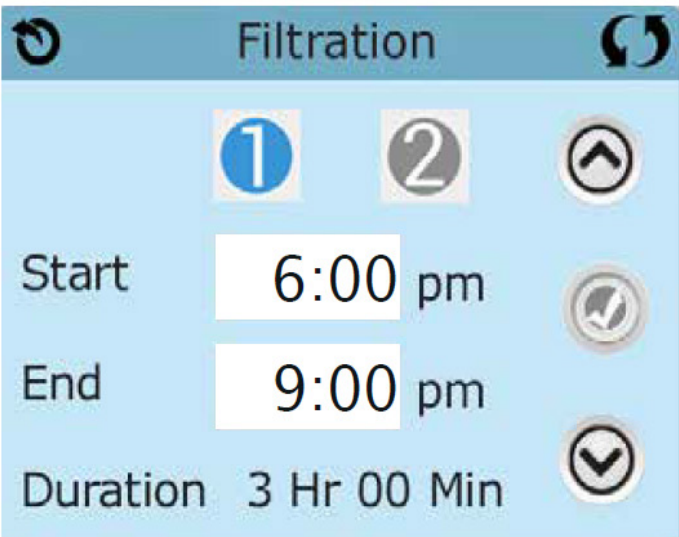 Filtration
1 2
Start 6:00 pm
End 9:00 pm
Duration 3 Hr 00 Min